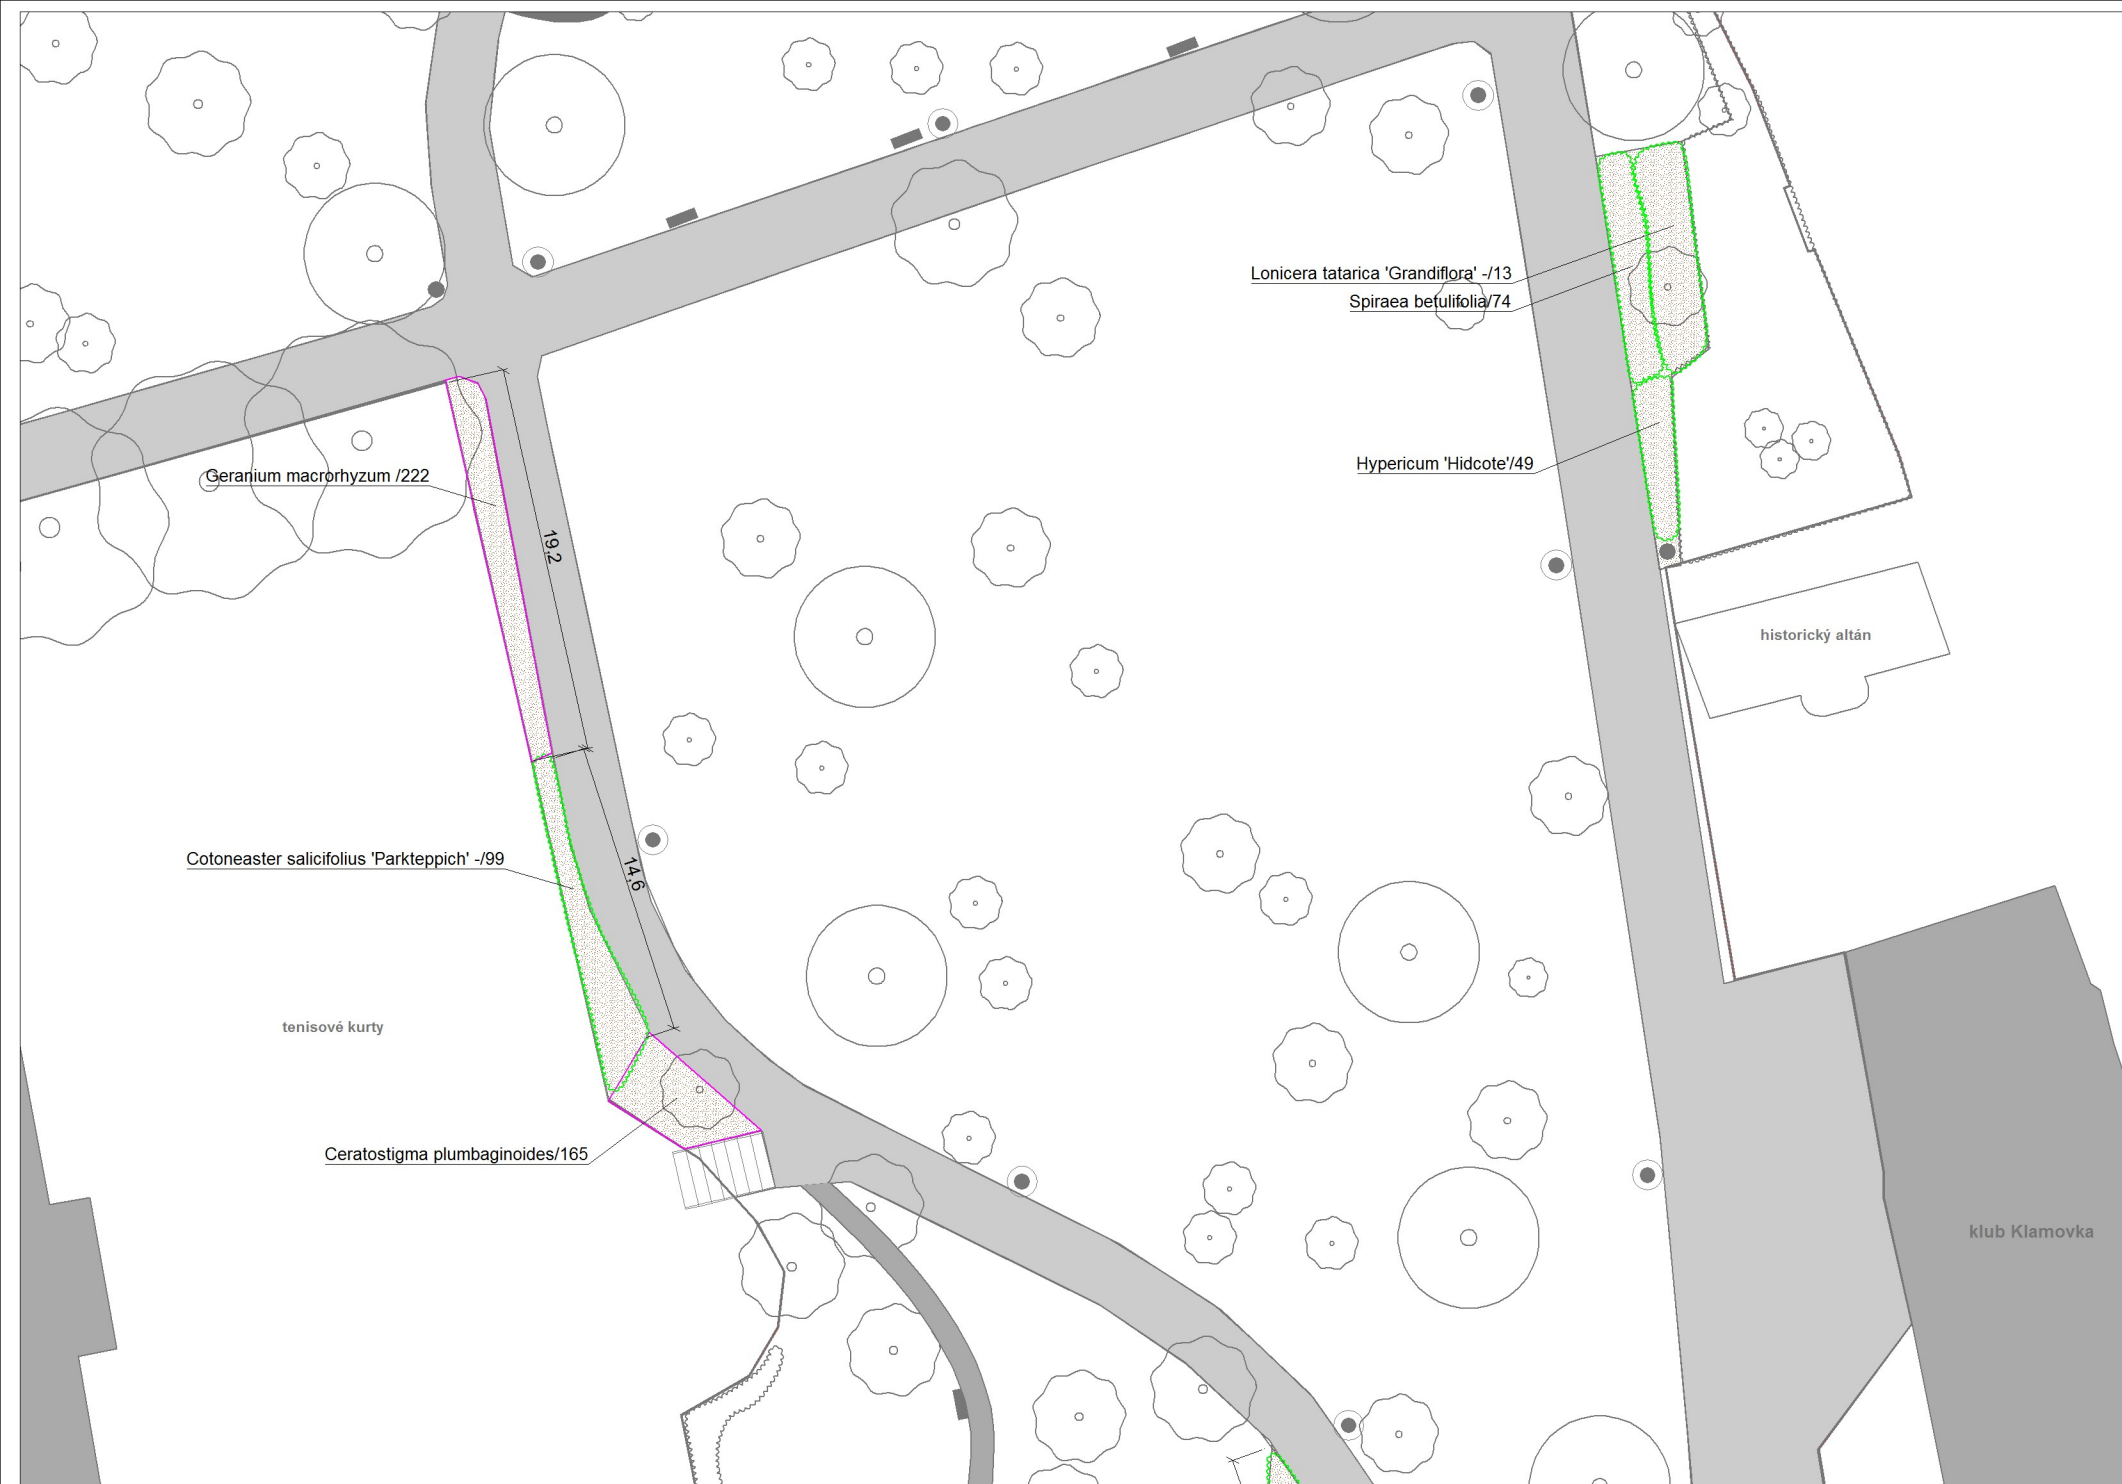 Lonicera tatarica 'Grandiflora' -/13
Spiraea betulifolia/74
Hypericum 'Hidcote'/49
Geranium macrorhyzum /222
19,2
historický altán
Cotoneaster salicifolius 'Parkteppich' -/99
14,6
tenisové kurty
Ceratostigma plumbaginoides/165
klub Klamovka